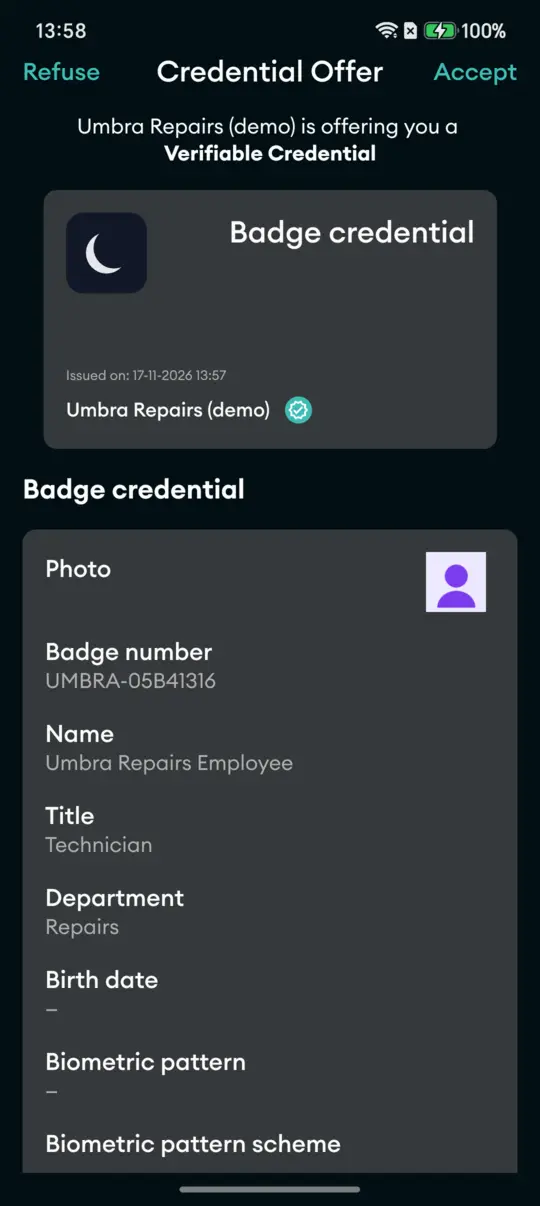 13:58
100%
Refuse
Credential Offer
Accept
Umbra Repairs (demo) is offering you a
Verifiable Credential
Badge credential
Issued on: 17-11-2026 13:57
Umbra Repairs (demo)
Badge credential
Photo
Badge number
UMBRA-05B41316
Name
Umbra Repairs Employee
Title
Technician
Department
Repairs
Birth date
–
Biometric pattern
–
Biometric pattern scheme